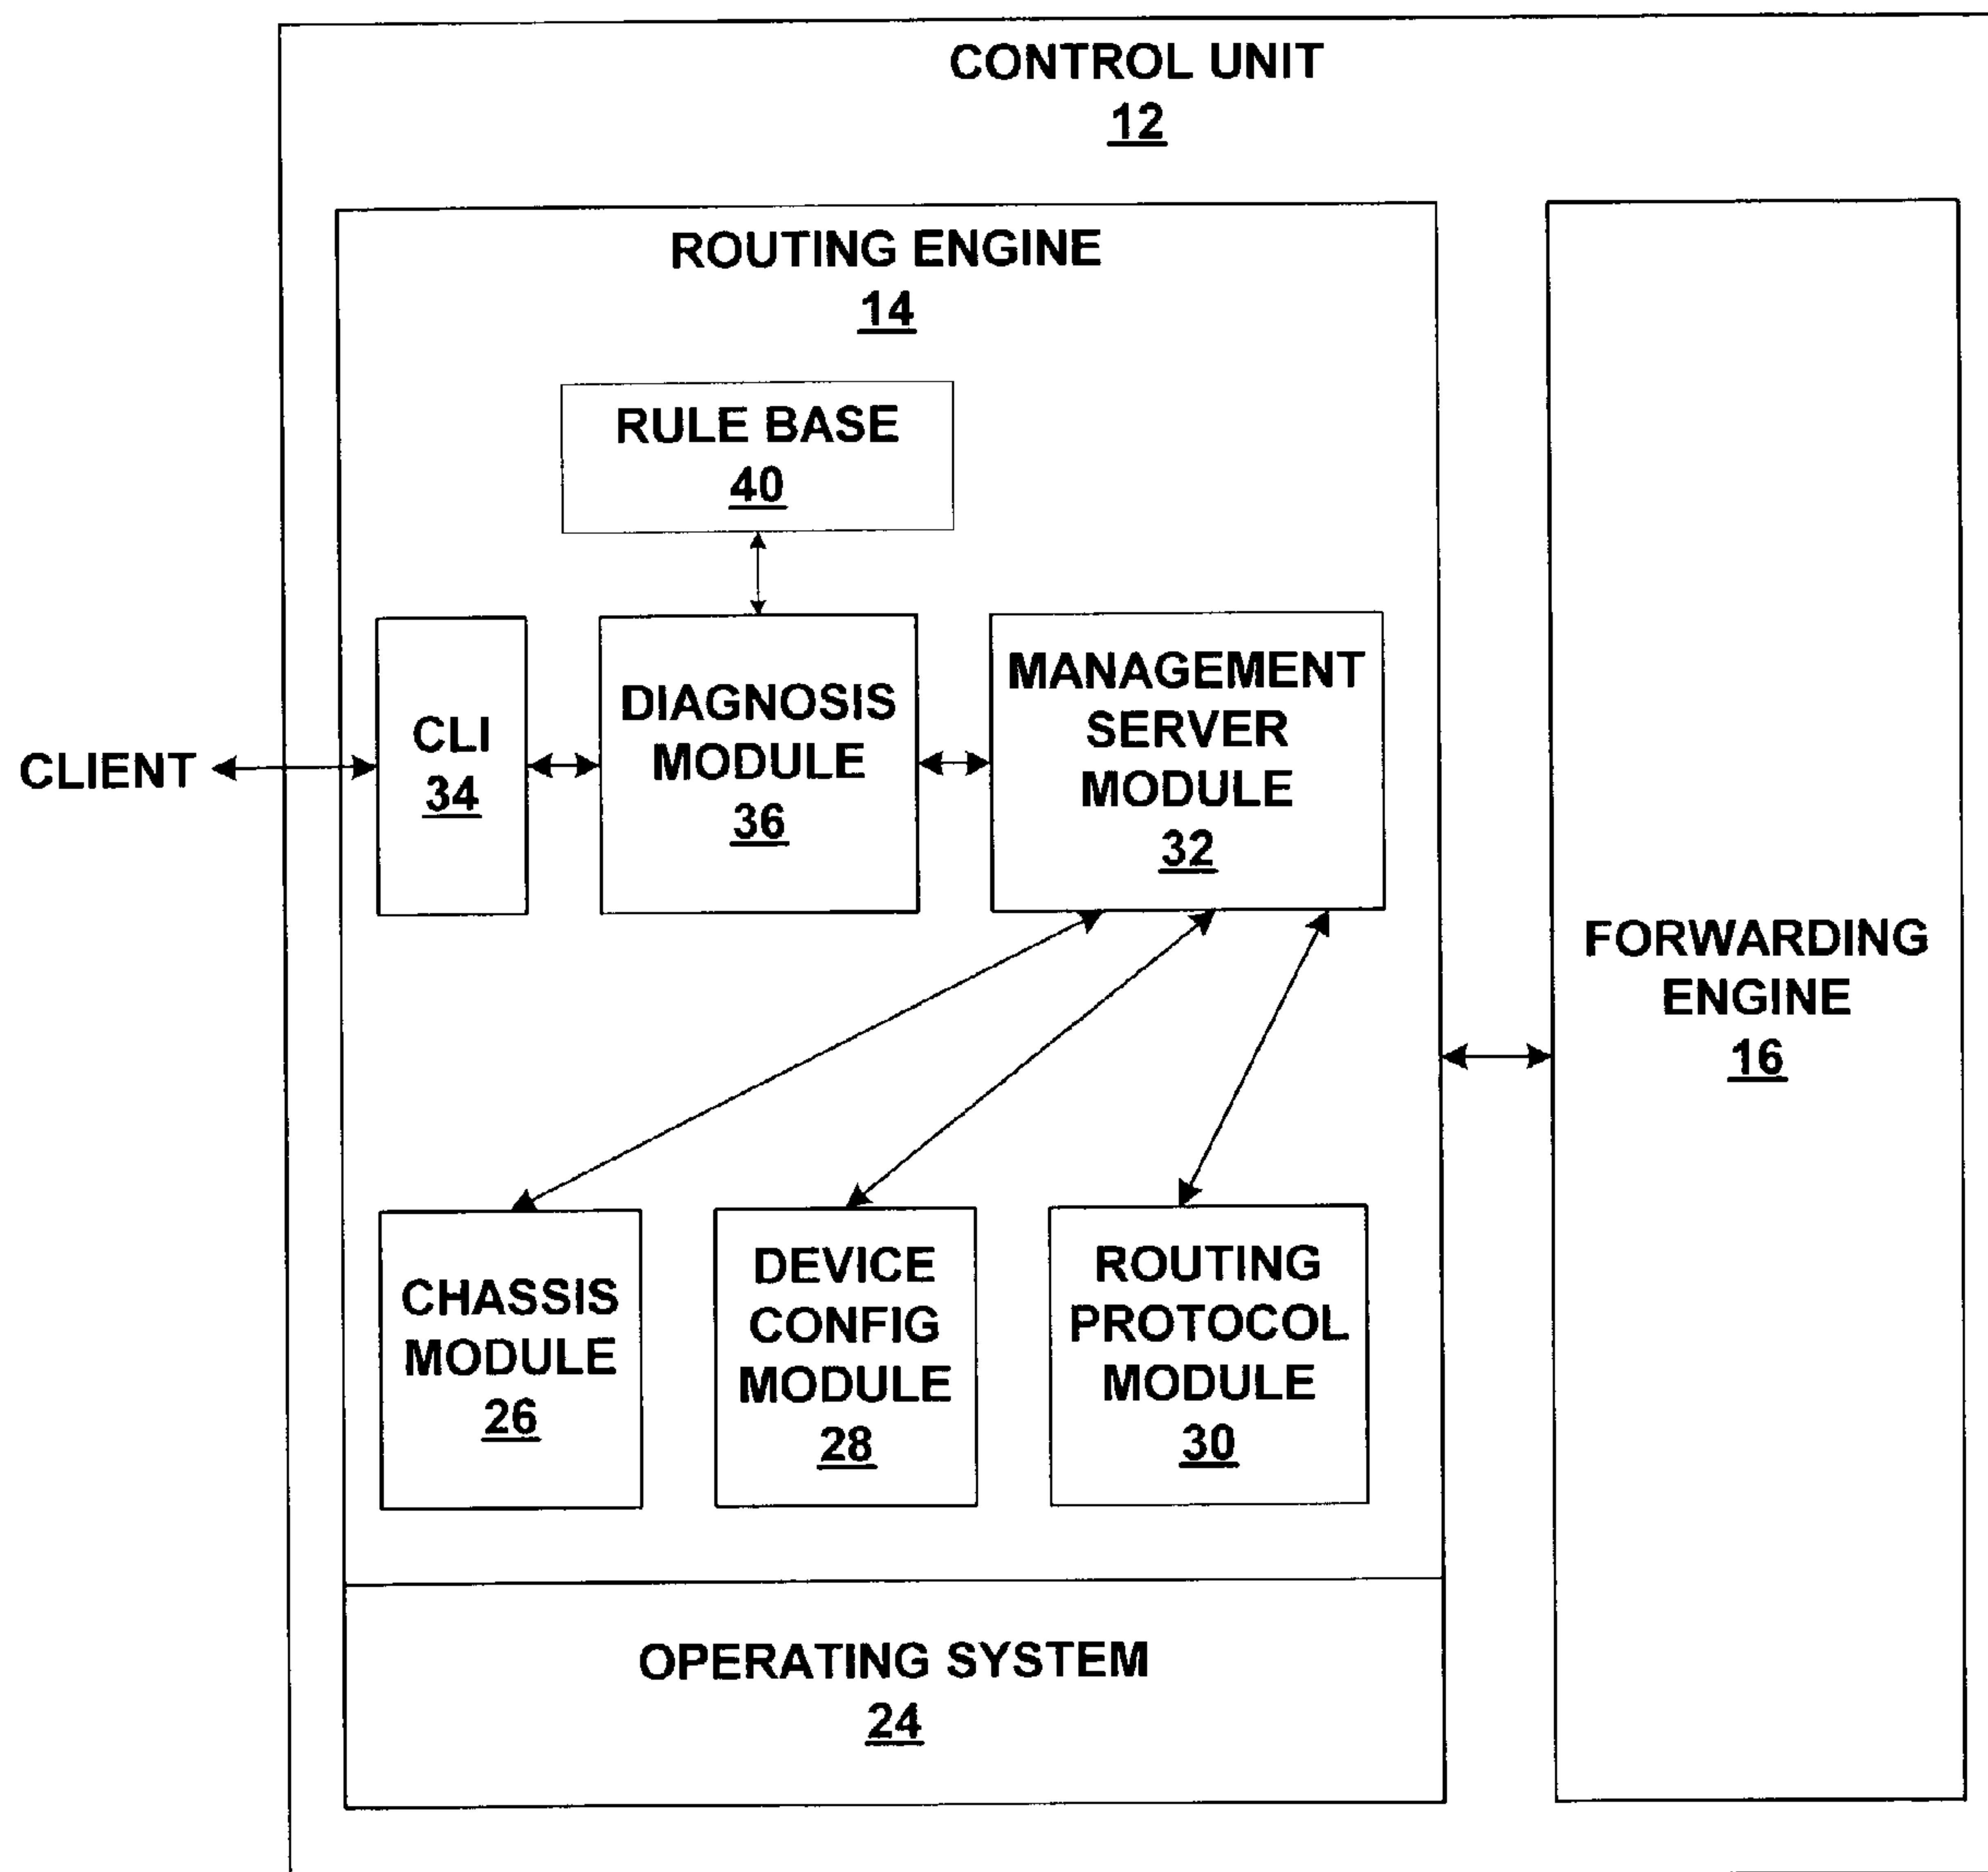 CONTROL UNIT
12
ROUTING ENGINE
14
RULE BASE
40
CLIENT
CLI
34
DIAGNOSIS
MODULE
36
MANAGEMENT
SERVER
MODULE
32
FORWARDING
ENGINE
16
CHASSIS
MODULE
26
DEVICE
CONFIG
MODULE
28
ROUTING
PROTOCOL
MODULE
30
OPERATING SYSTEM
24